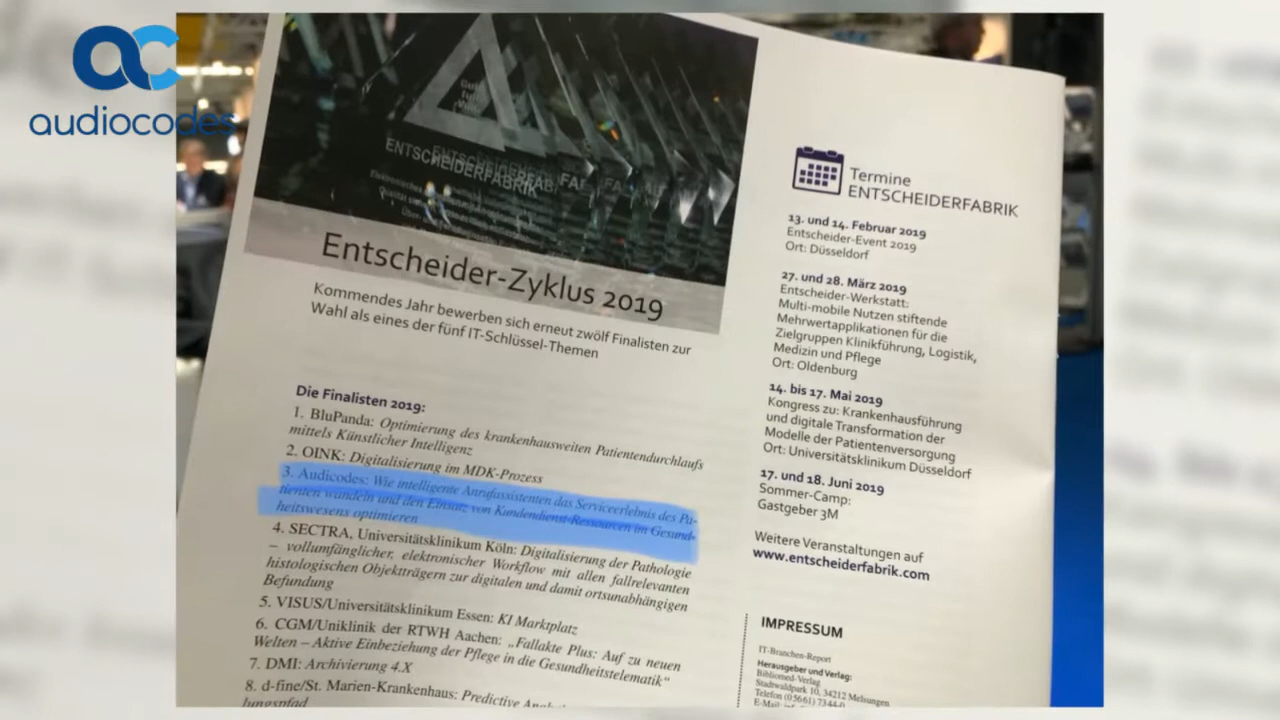 audiocodes
ENTSCHEIDERFABRIK
Entscheider-Zyklus 2019
Kommendes Jahr bewerben sich erneut zwölf Finalisten zur
Wahl als eines der fünf IT-Schlüssel-Themen
Die Finalisten 2019:
1. BluPanda: Optimierung des krankenhausweiten Patientendurchlaufs
mittels Künstlicher Intelligenz
2. OINK: Digitalisierung im MDK-Prozess
3. Audicodes: Wie intelligente Anrufassistenten das Serviceerlebnis des Pa-
tienten wandeln und den Einsatz von Kundendienst-Ressourcen im Gesund-
heitswesens optimieren
4. SECTRA, Universitätsklinikum Köln: Digitalisierung der Pathologie
– vollumfänglicher, elektronischer Workflow mit allen fallrelevanten
histologischen Objektträgern zur digitalen und damit ortsunabhängigen
Befundung
5. VISUS/Universitätsklinikum Essen: KI Marktplatz
6. CGM/Uniklinik der RTWH Aachen: „Fallakte Plus: Auf zu neuen
Welten – Aktive Einbeziehung der Pflege in die Gesundheitstelematik“
7. DMI: Archivierung 4.X
8. d-fine/St. Marien-Krankenhaus: Predictive
Termine
ENTSCHEIDERFABRIK
13. und 14. Februar 2019
Entscheider-Event 2019
Ort: Düsseldorf
27. und 28. März 2019
Entscheider-Werkstatt:
Multi-mobile Nutzen stiftende
Mehrwertapplikationen für die
Zielgruppen Klinikführung, Logistik,
Medizin und Pflege
Ort: Oldenburg
14. bis 17. Mai 2019
Kongress zu: Krankenhausführung
und digitale Transformation der
Modelle der Patientenversorgung
Ort: Universitätsklinikum Düsseldorf
17. und 18. Juni 2019
Sommer-Camp:
Gastgeber 3M
Weitere Veranstaltungen auf
www.entscheiderfabrik.com
IMPRESSUM
IT-Branchen-Report
Herausgeber und Verlag:
Bibliomed-Verlag
Stadtwaldpark 10, 34212 Melsungen
Telefon (05661) 7344-0